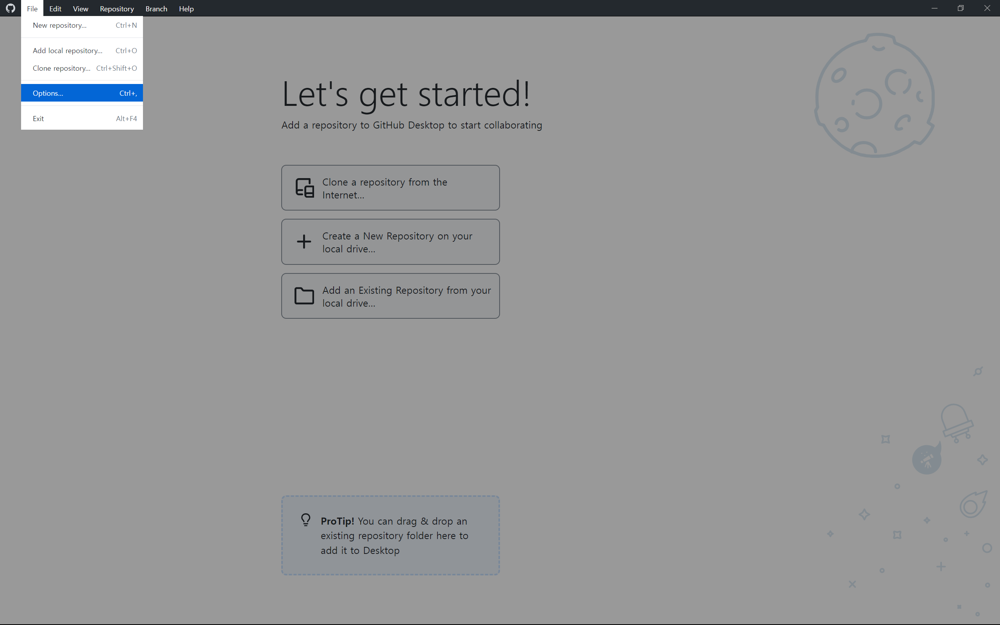 File Edit View Repository Branch Help
New repository... Ctrl+N
Add local repository... Ctrl+O
Clone repository... Ctrl+Shift+O
Options... Ctrl+,
Exit Alt+F4
Let's get started!
Add a repository to GitHub Desktop to start collaborating
Clone a repository from the
Internet...
Create a New Repository on your
local drive...
Add an Existing Repository from your
local drive...
ProTip! You can drag & drop an
existing repository folder here to
add it to Desktop